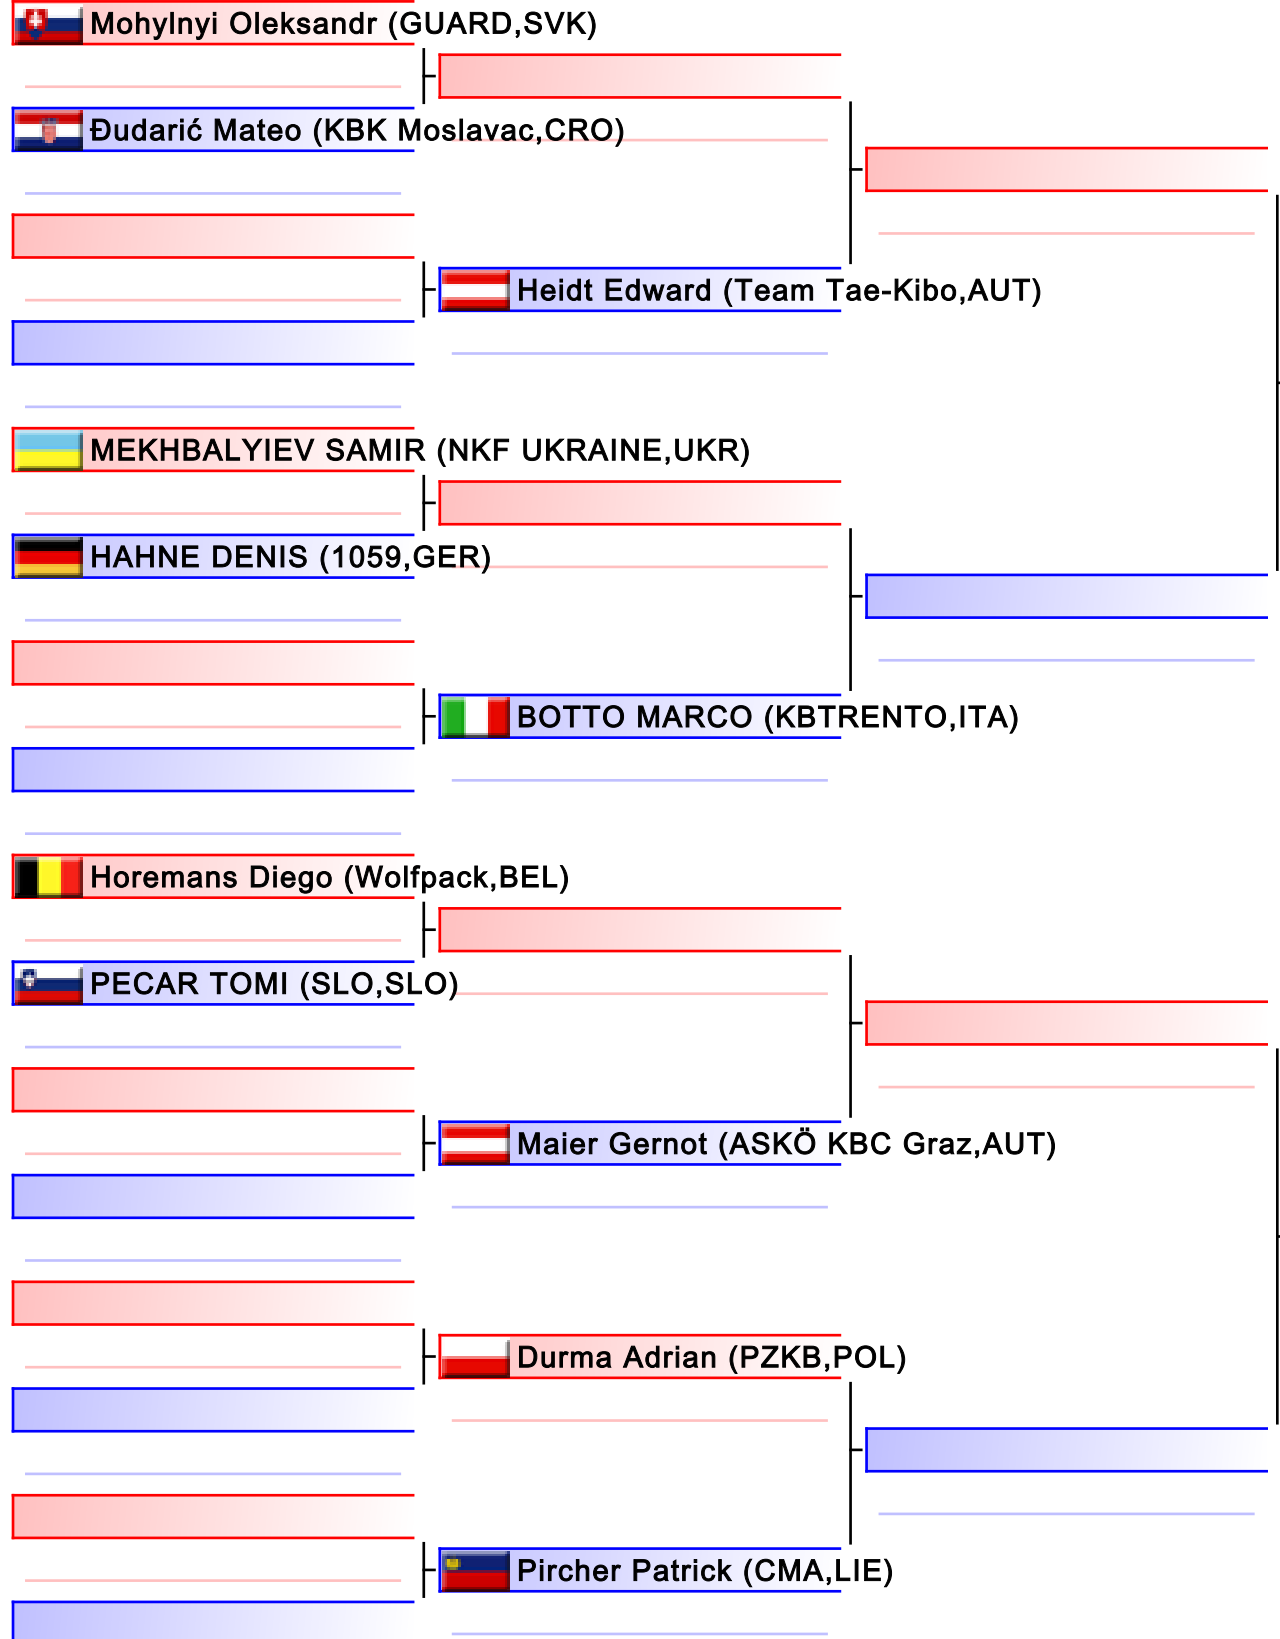 Mohylnyi Oleksandr (GUARD,SVK)
Đudarić Mateo (KBK Moslavac,CRO)
Heidt Edward (Team Tae-Kibo,AUT)
MEKHBALYIEV SAMIR (NKF UKRAINE,UKR)
HAHNE DENIS (1059,GER)
BOTTO MARCO (KBTRENTO,ITA)
Horemans Diego (Wolfpack,BEL)
PECAR TOMI (SLO,SLO)
Maier Gernot (ASKÖ KBC Graz,AUT)
Durma Adrian (PZKB,POL)
Pircher Patrick (CMA,LIE)